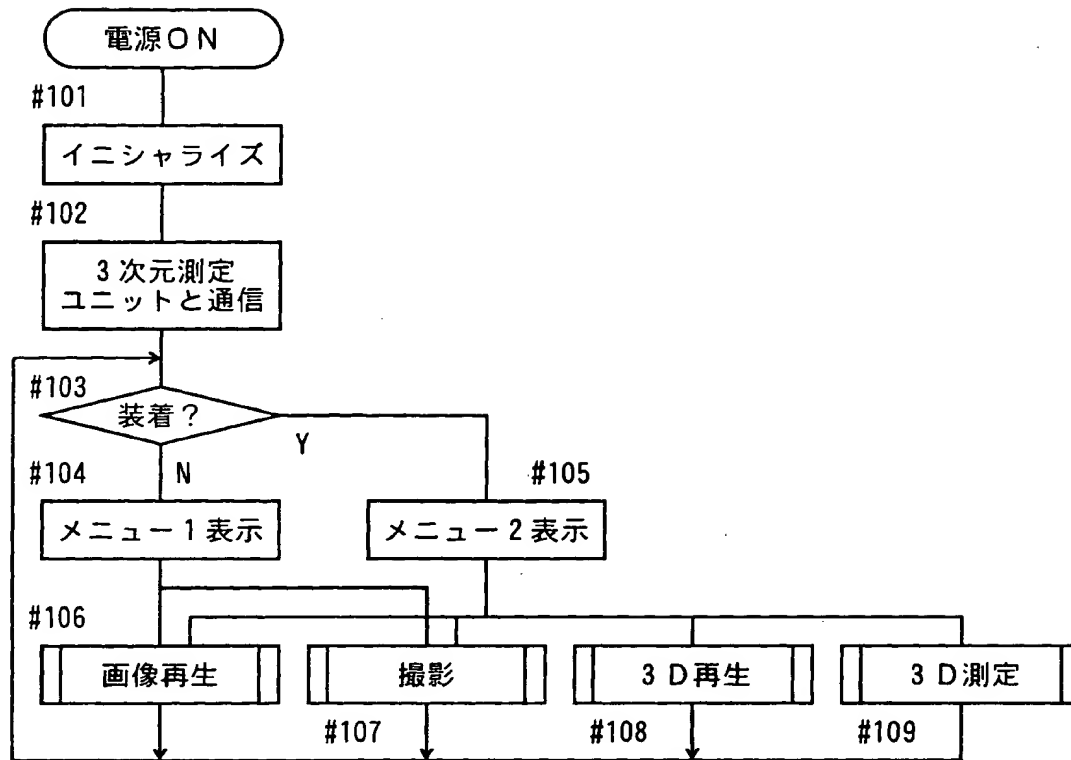 電源ON
#101
イニシャライズ
#102
3次元測定
ユニットと通信
#103
装着?
Y
N
#104
#105
メニュー1表示
メニュー2表示
#106
画像再生
撮影
3D再生
3D測定
#107
#108
#109